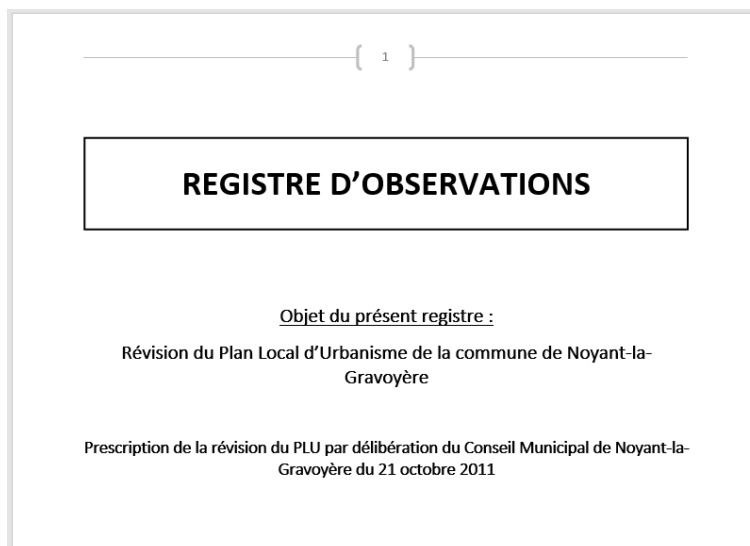 1
REGISTRE D’OBSERVATIONS
Objet du présent registre :
Révision du Plan Local d’Urbanisme de la commune de Noyant-la-
Gravoyère
Prescription de la révision du PLU par délibération du Conseil Municipal de Noyant-la-
Gravoyère du 21 octobre 2011